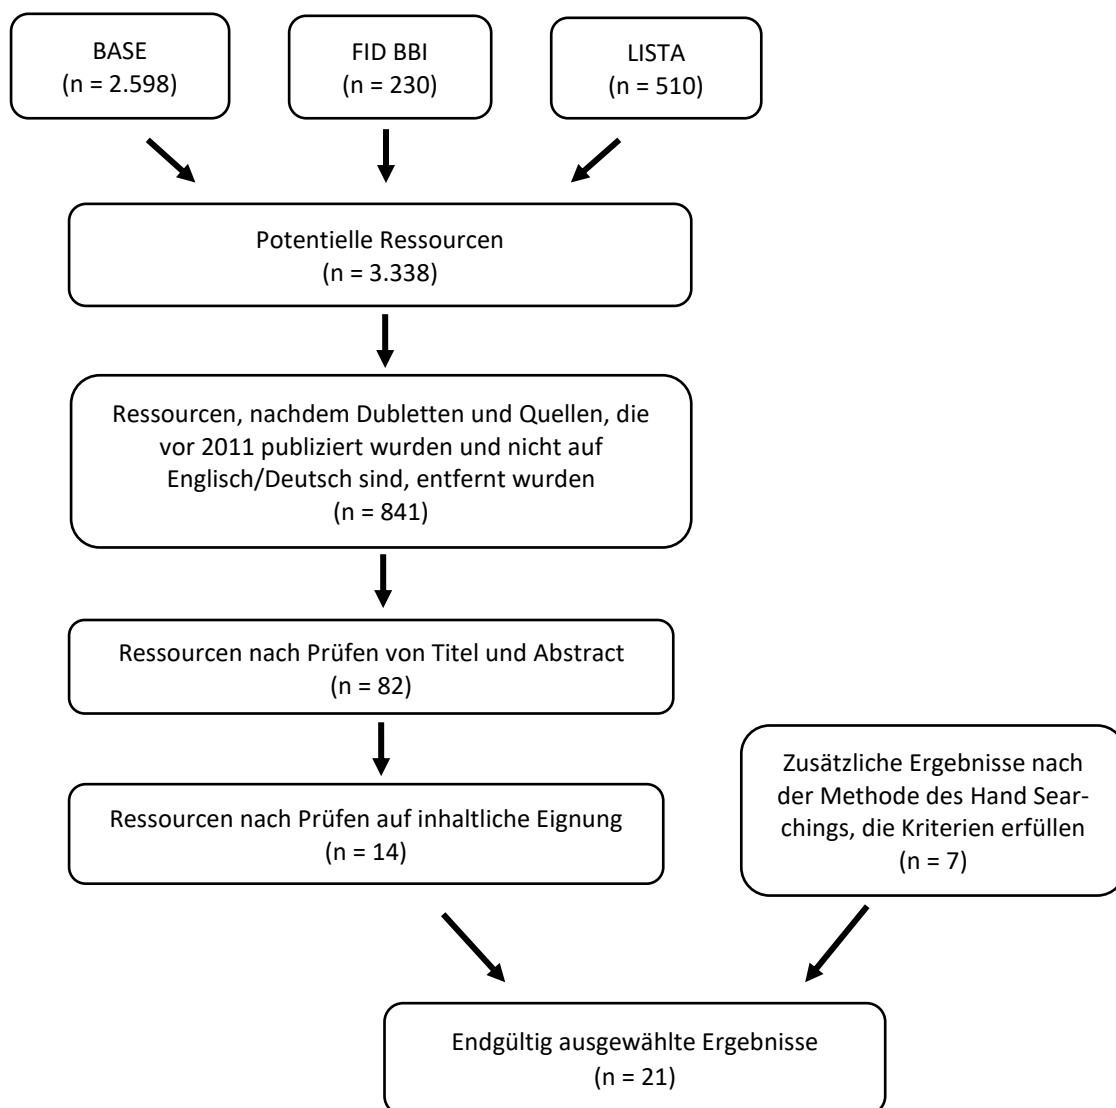 BASE
(n = 2.598)
FID BBI
(n = 230)
LISTA
(n = 510)
Potentielle Ressourcen
(n = 3.338)
Ressourcen, nachdem Dubletten und Quellen, die
vor 2011 publiziert wurden und nicht auf
Englisch/Deutsch sind, entfernt wurden
(n = 841)
Ressourcen nach Prüfen von Titel und Abstract
(n = 82)
Ressourcen nach Prüfen auf inhaltliche Eignung
(n = 14)
Zusätzliche Ergebnisse nach
der Methode des Hand Sear-
chings, die Kriterien erfüllen
(n = 7)
Endgültig ausgewählte Ergebnisse
(n = 21)